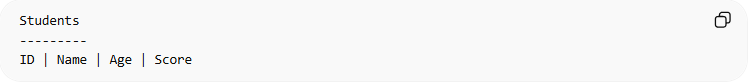 Students
---------
ID | Name | Age | Score